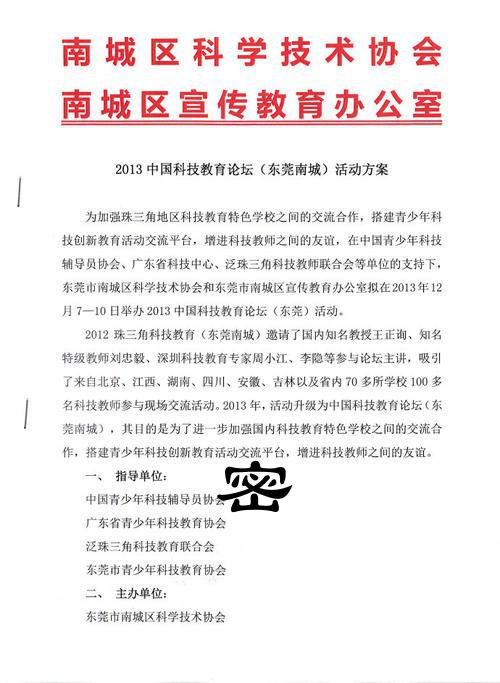 南城区科学技术协会
南城区宣传教育办公室
2013 中国科技教育论坛（东莞南城）活动方案
为加强珠三角地区科技教育特色学校之间的交流合作，搭建青少年科
技创新教育活动交流平台，增进科技教师之间的友谊，在中国青少年科技
辅导员协会、广东省科技中心、泛珠三角科技教师联合会等单位的支持下，
东莞市南城区科学技术协会和东莞市南城区宣传教育办公室拟在 2013 年 12
月 7—10 日举办 2013 中国科技教育论坛（东莞）活动。
2012 珠三角科技教育（东莞南城）邀请了国内知名教授王正询、知名
特级教师刘忠毅、深圳科技教育专家周小江、李隐等参与论坛主讲，吸引
了来自北京、江西、湖南、四川、安徽、吉林以及省内 70 多所学校 100 多
名科技教师参与现场交流活动。2013 年，活动升级为中国科技教育论坛（东
莞南城），其目的是为了进一步加强国内科技教育特色学校之间的交流合
作，搭建青少年科技创新教育活动交流平台，增进科技教师之间的友谊。
一、 指导单位：
中国青少年科技辅导员协会
密
广东省青少年科技教育协会
泛珠三角科技教育联合会
东莞市青少年科技教育协会
二、 主办单位：
东莞市南城区科学技术协会